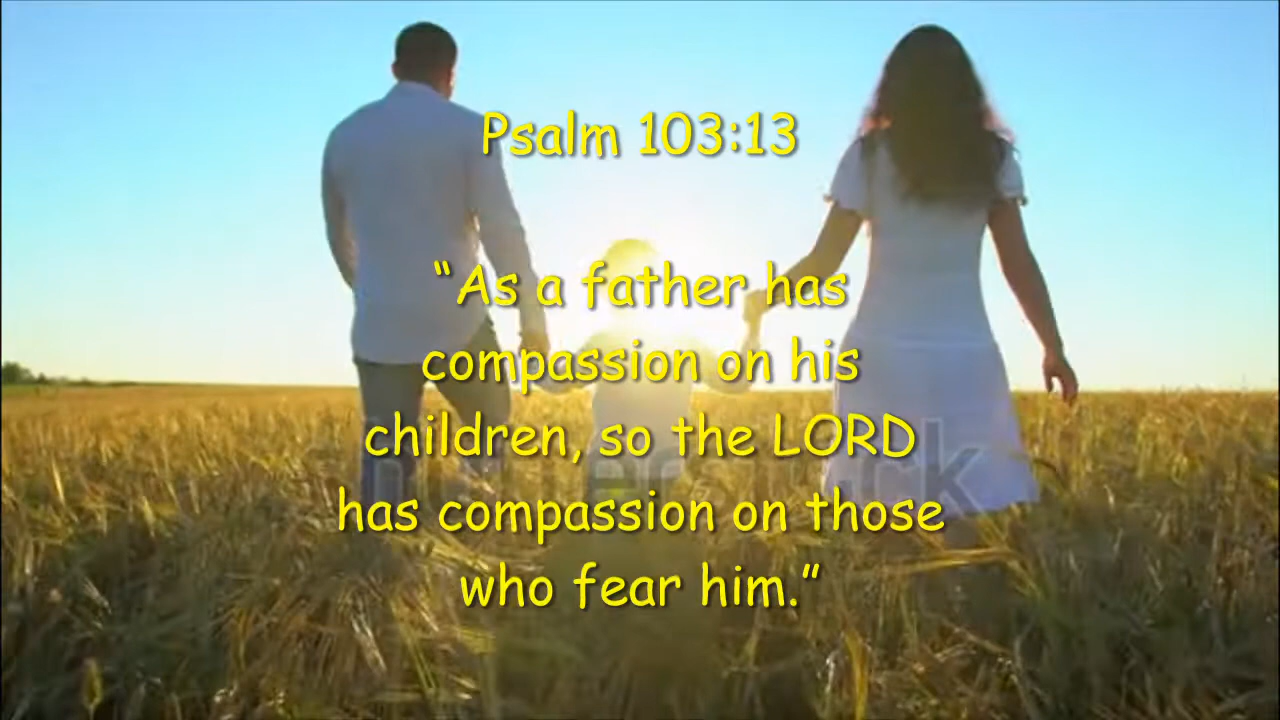 Psalm 103:13
“As a father has
compassion on his
children, so the LORD
has compassion on those
who fear him.”